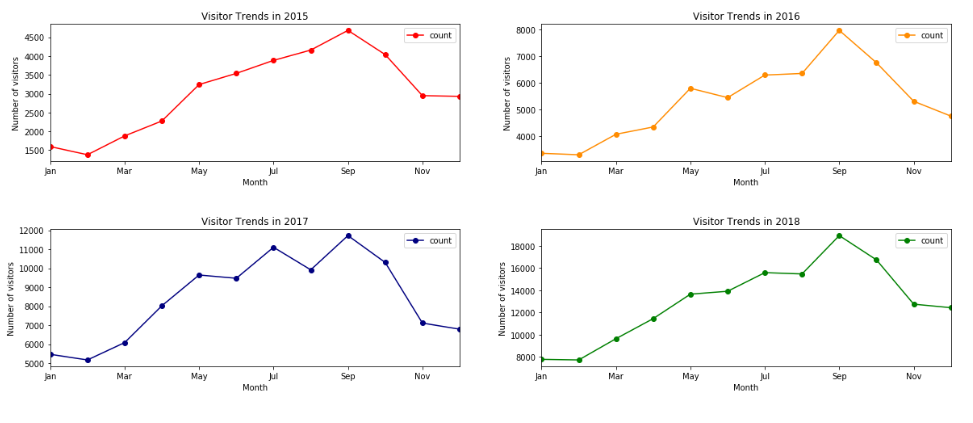 Visitor Trends in 2015
count
4500
4000
3500
3000
2500
2000
1500
Number of visitors
Jan Mar May Jul Sep Nov
Month
Visitor Trends in 2016
count
8000
7000
6000
5000
4000
Number of visitors
Jan Mar May Jul Sep Nov
Month
Visitor Trends in 2017
count
12000
11000
10000
9000
8000
7000
6000
5000
Number of visitors
Jan Mar May Jul Sep Nov
Month
Visitor Trends in 2018
count
18000
16000
14000
12000
10000
8000
Number of visitors
Jan Mar May Jul Sep Nov
Month